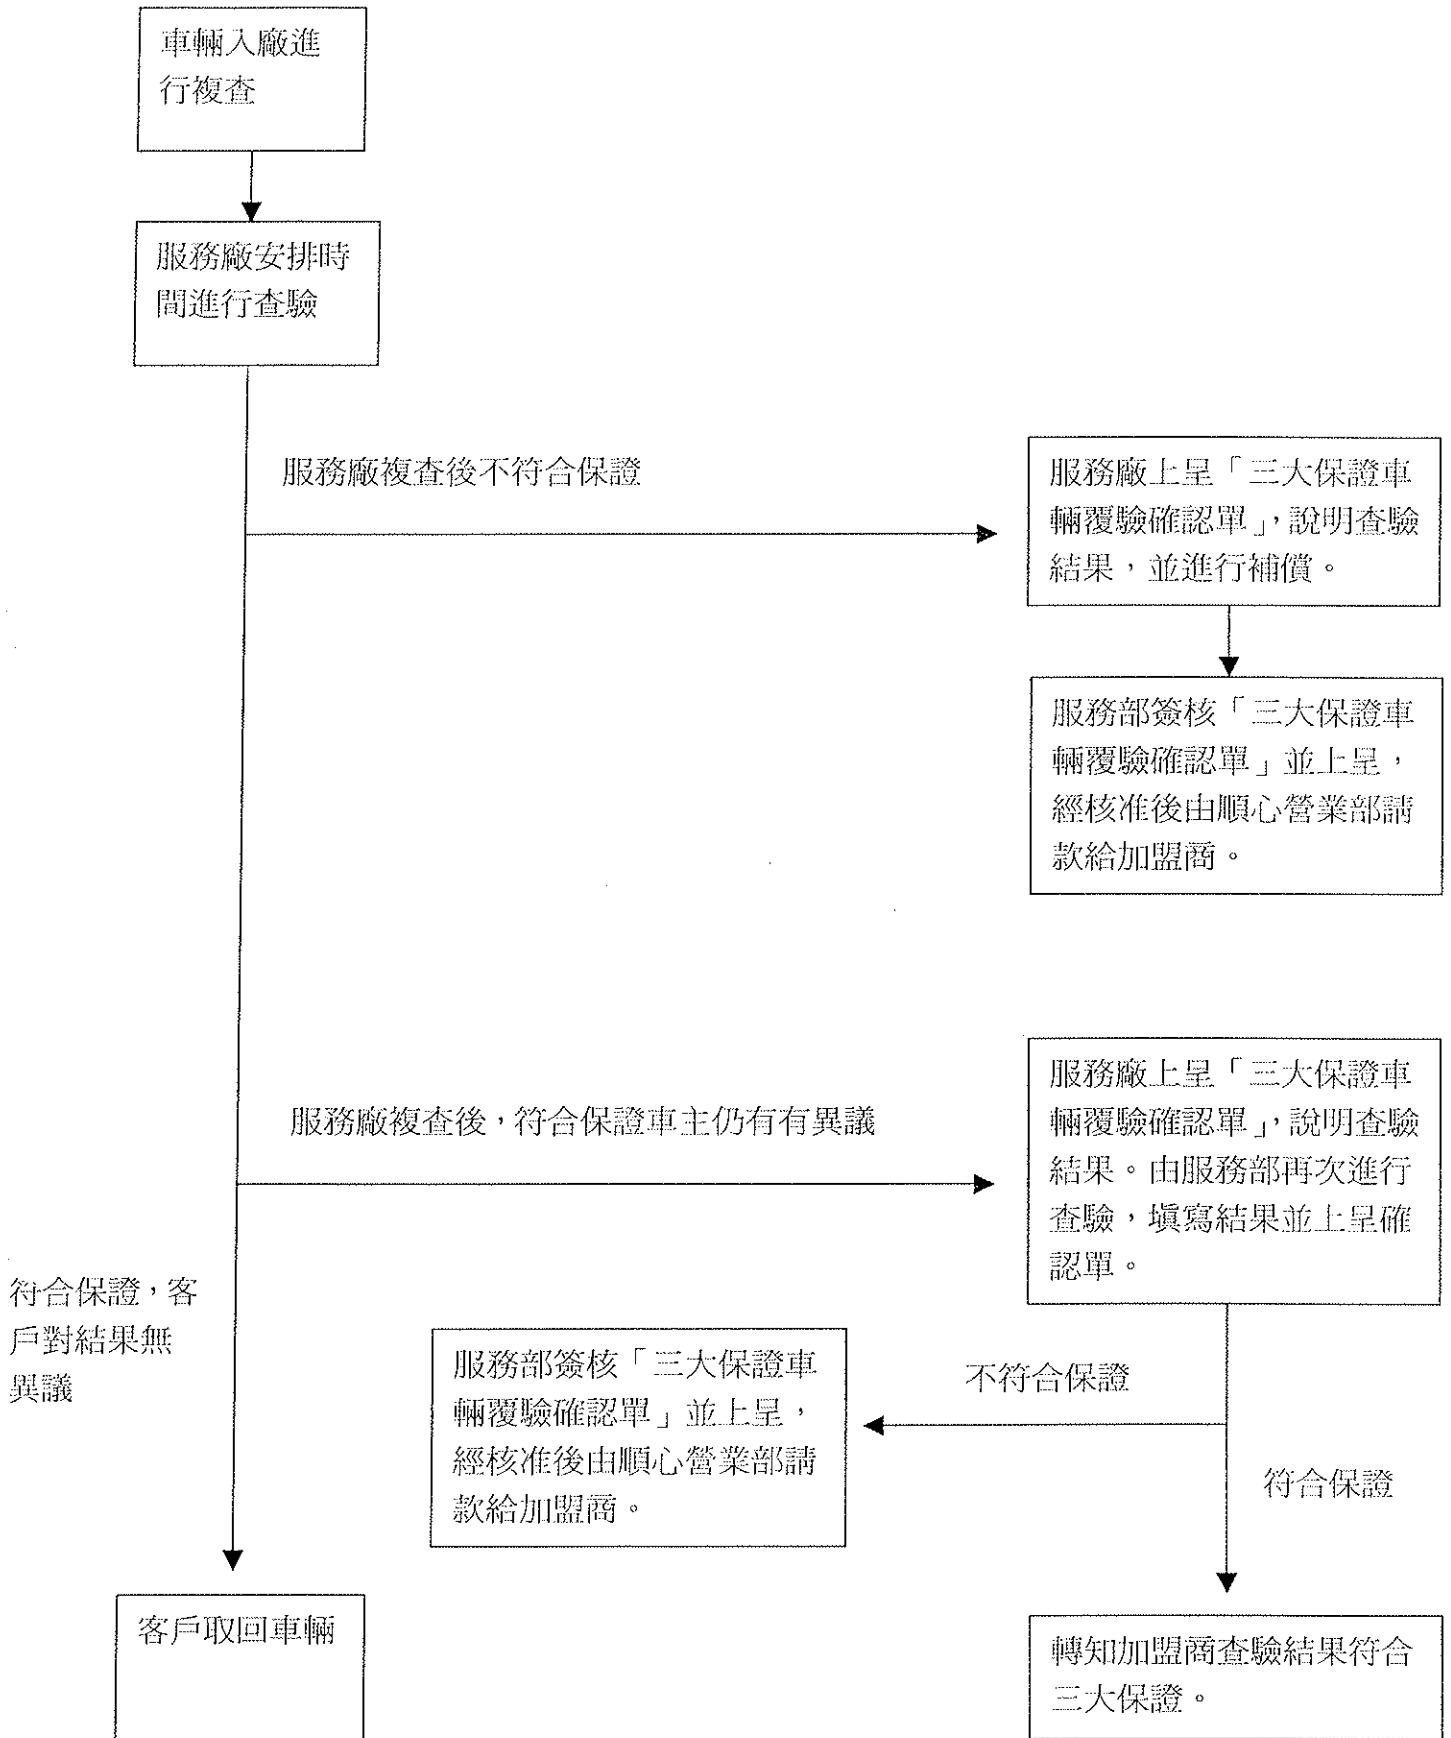 車輛入廠進
行複查
服務廠安排時
間進行查驗
服務廠複查後不符合保證
服務廠上呈「三大保證車
輛覆驗確認單」，說明查驗
結果，並進行補償。
服務部簽核「三大保證車
輛覆驗確認單」並上呈，
經核准後由順心營業部請
款給加盟商。
服務廠複查後，符合保證車主仍有有異議
服務廠上呈「三大保證車
輛覆驗確認單」，說明查驗
結果。由服務部再次進行
查驗，填寫結果並上呈確
認單。
符合保證，客
戶對結果無
異議
服務部簽核「三大保證車
輛覆驗確認單」並上呈，
經核准後由順心營業部請
款給加盟商。
不符合保證
符合保證
客戶取回車輛
轉知加盟商查驗結果符合
三大保證。